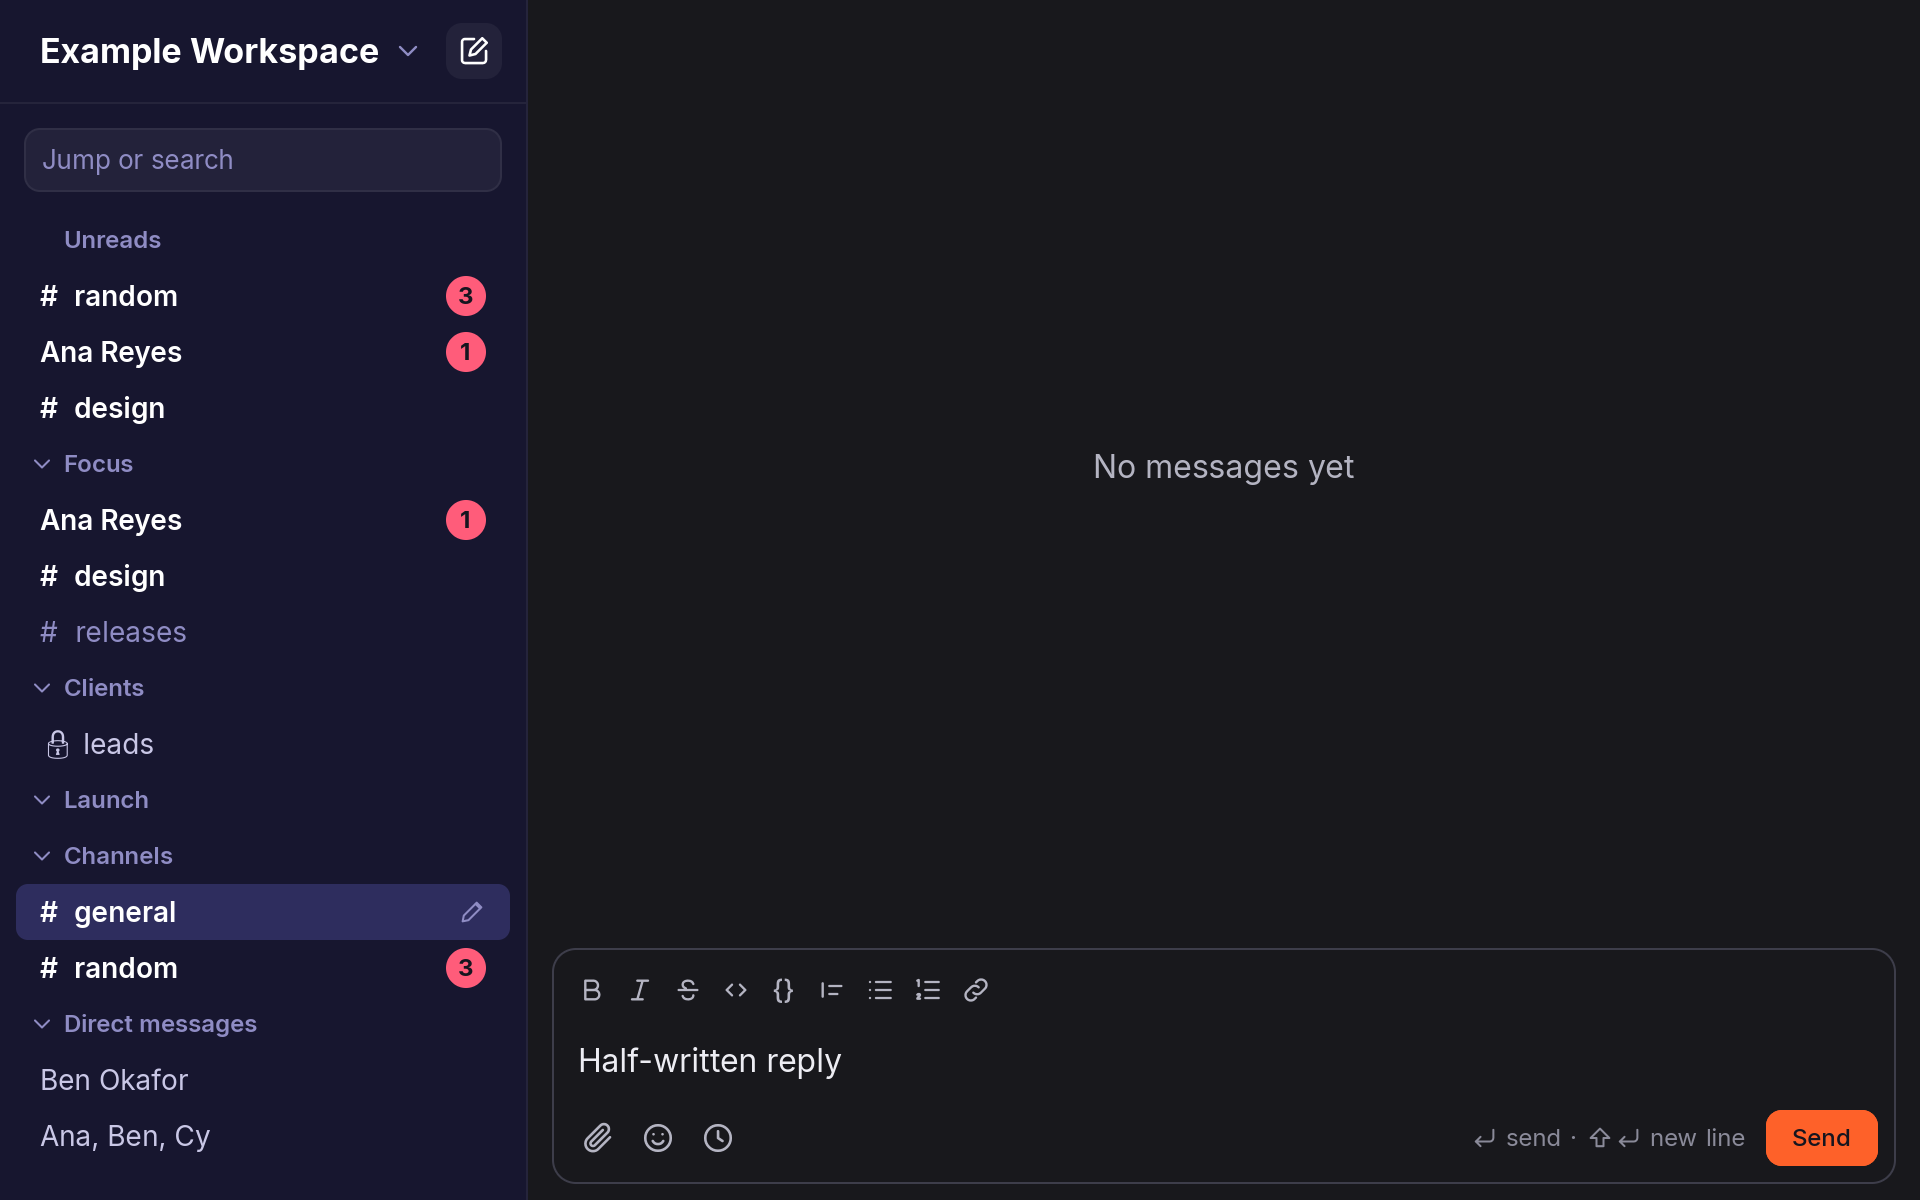 Example Workspace
Jump or search
Unreads
# random 3
Ana Reyes 1
# design
Focus
Ana Reyes 1
# design
# releases
Clients
leads
Launch
Channels
# general
# random 3
Direct messages
Ben Okafor
Ana, Ben, Cy
No messages yet
Half-written reply
send · new line
Send